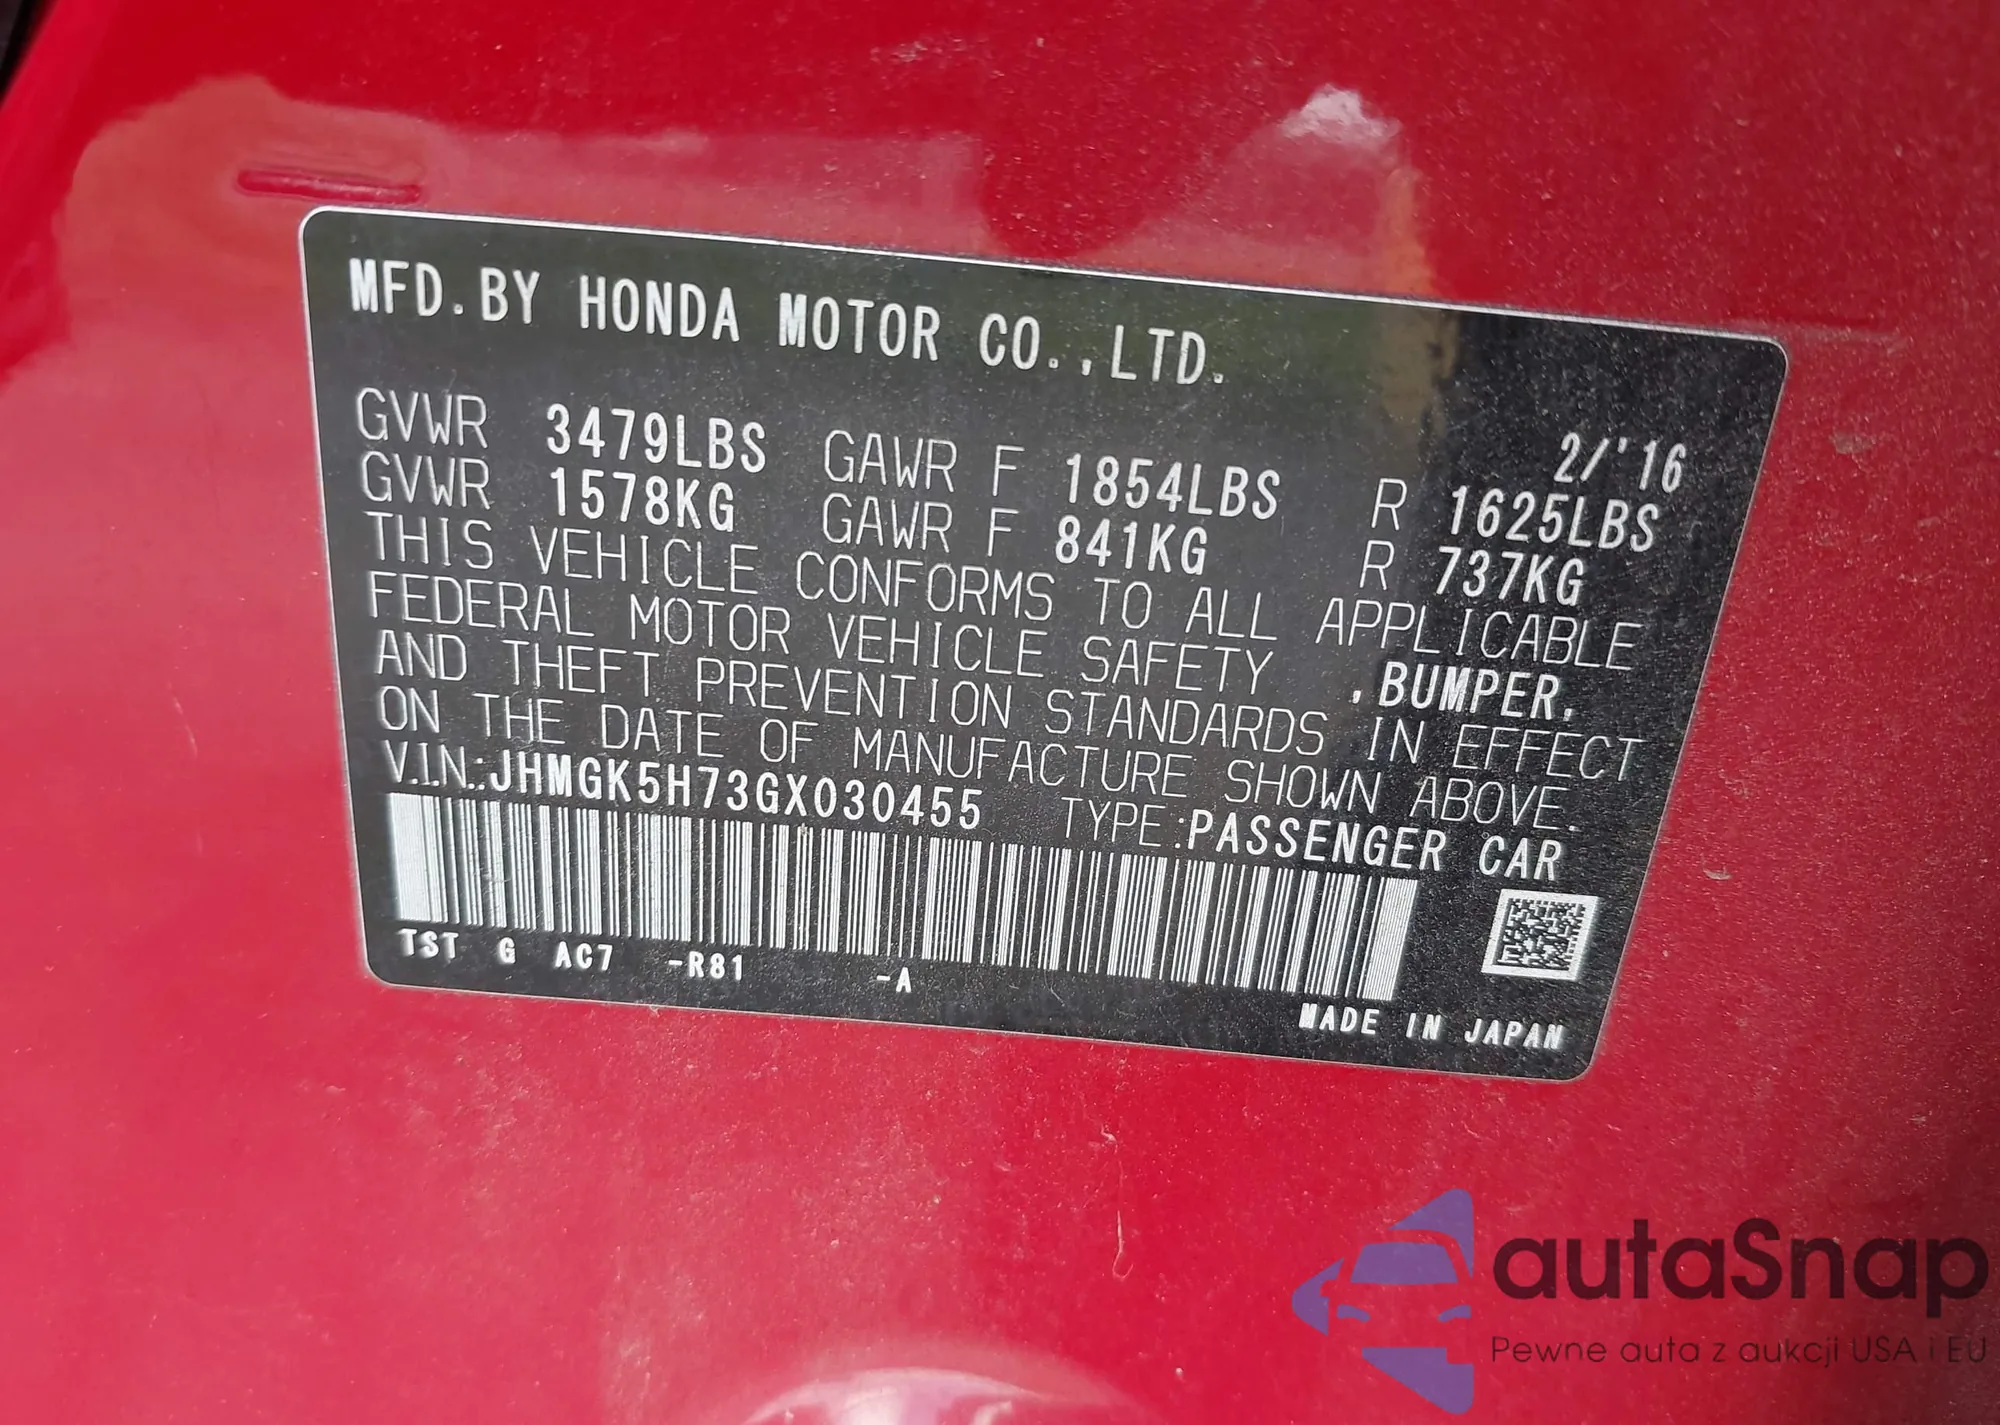 MFD.BY HONDA MOTOR CO.,LTD.
2/'16
GVWR 3479LBS GAWR F 1854LBS R 1625LBS
GVWR 1578KG GAWR F 841KG R 737KG
THIS VEHICLE CONFORMS TO ALL APPLICABLE
FEDERAL MOTOR VEHICLE SAFETY ,BUMPER,
AND THEFT PREVENTION STANDARDS IN EFFECT
ON THE DATE OF MANUFACTURE SHOWN ABOVE.
V.I.N.:JHMGK5H73GX030455 TYPE:PASSENGER CAR
TST G AC7 -R81 -A
MADE IN JAPAN
autaSnap
Pewne auta z aukcji USA i EU